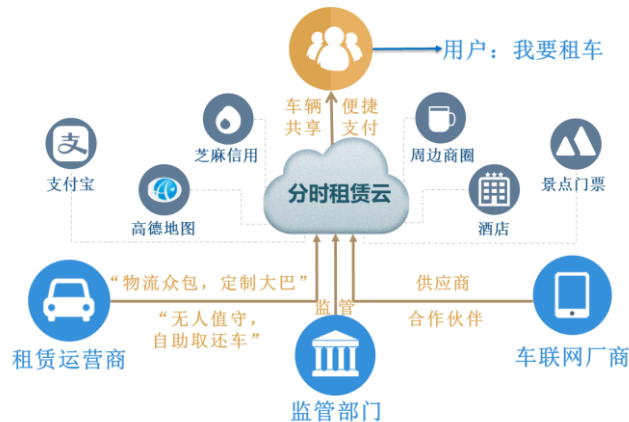 用户：我要租车
车辆 便捷
共享 支付
芝麻信用
周边商圈
支付宝
景点门票
高德地图
分时租赁云
酒店
“物流众包，定制大巴”
供应商
监管
“无人值守，
自助取还车”
合作伙伴
租赁运营商
车联网厂商
监管部门
支